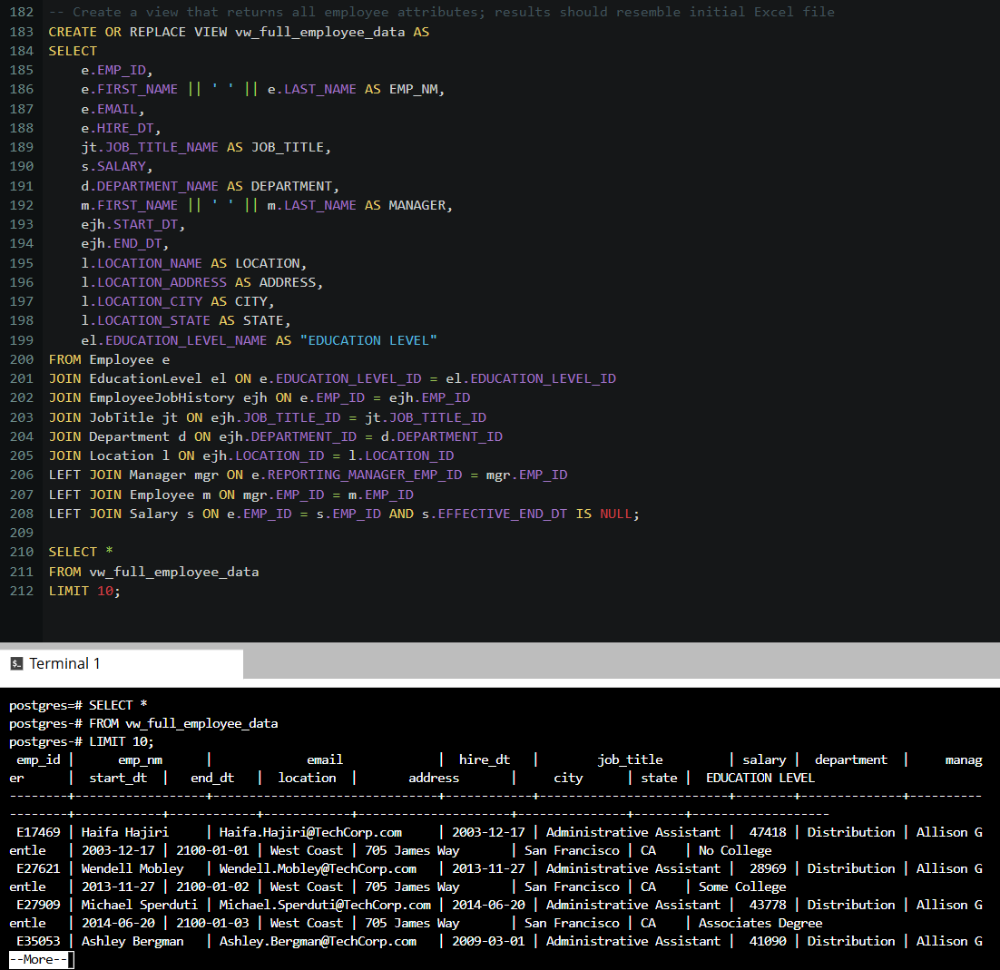 182 -- Create a view that returns all employee attributes; results should resemble initial Excel file
183 CREATE OR REPLACE VIEW vw_full_employee_data AS
184 SELECT
185     e.EMP_ID,
186     e.FIRST_NAME || ' ' || e.LAST_NAME AS EMP_NM,
187     e.EMAIL,
188     e.HIRE_DT,
189     jt.JOB_TITLE_NAME AS JOB_TITLE,
190     s.SALARY,
191     d.DEPARTMENT_NAME AS DEPARTMENT,
192     m.FIRST_NAME || ' ' || m.LAST_NAME AS MANAGER,
193     ejh.START_DT,
194     ejh.END_DT,
195     l.LOCATION_NAME AS LOCATION,
196     l.LOCATION_ADDRESS AS ADDRESS,
197     l.LOCATION_CITY AS CITY,
198     l.LOCATION_STATE AS STATE,
199     el.EDUCATION_LEVEL_NAME AS "EDUCATION LEVEL"
200 FROM Employee e
201 JOIN EducationLevel el ON e.EDUCATION_LEVEL_ID = el.EDUCATION_LEVEL_ID
202 JOIN EmployeeJobHistory ejh ON e.EMP_ID = ejh.EMP_ID
203 JOIN JobTitle jt ON ejh.JOB_TITLE_ID = jt.JOB_TITLE_ID
204 JOIN Department d ON ejh.DEPARTMENT_ID = d.DEPARTMENT_ID
205 JOIN Location l ON ejh.LOCATION_ID = l.LOCATION_ID
206 LEFT JOIN Manager mgr ON e.REPORTING_MANAGER_EMP_ID = mgr.EMP_ID
207 LEFT JOIN Employee m ON mgr.EMP_ID = m.EMP_ID
208 LEFT JOIN Salary s ON e.EMP_ID = s.EMP_ID AND s.EFFECTIVE_END_DT IS NULL;
209
210 SELECT *
211 FROM vw_full_employee_data
212 LIMIT 10;
$_ Terminal 1
postgres=# SELECT *
postgres-# FROM vw_full_employee_data
postgres-# LIMIT 10;
 emp_id |      emp_nm      |            email            |  hire_dt   |       job_title        | salary |  department  |     manag
er      |  start_dt  |   end_dt   |  location  |      address       |     city      | state |  EDUCATION LEVEL
--------+------------------+-----------------------------+------------+------------------------+--------+--------------+----------
--------+------------+------------+------------+--------------------+---------------+-------+------------------
 E17469 | Haifa Hajiri     | Haifa.Hajiri@TechCorp.com     | 2003-12-17 | Administrative Assistant |  47418 | Distribution | Allison G
entle   | 2003-12-17 | 2100-01-01 | West Coast | 705 James Way      | San Francisco | CA    | No College
 E27621 | Wendell Mobley   | Wendell.Mobley@TechCorp.com   | 2013-11-27 | Administrative Assistant |  28969 | Distribution | Allison G
entle   | 2013-11-27 | 2100-01-02 | West Coast | 705 James Way      | San Francisco | CA    | Some College
 E27909 | Michael Sperduti | Michael.Sperduti@TechCorp.com | 2014-06-20 | Administrative Assistant |  43778 | Distribution | Allison G
entle   | 2014-06-20 | 2100-01-03 | West Coast | 705 James Way      | San Francisco | CA    | Associates Degree
 E35053 | Ashley Bergman   | Ashley.Bergman@TechCorp.com   | 2009-03-01 | Administrative Assistant |  41090 | Distribution | Allison G
--More--